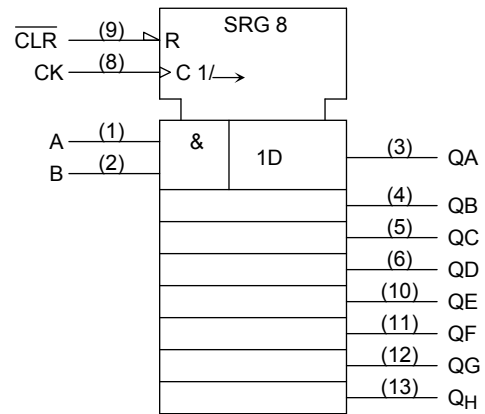 SRG 8
CLR (9) R
CK (8) C 1/→
A (1) & 1D (3) QA
B (2)
(4) QB
(5) QC
(6) QD
(10) QE
(11) QF
(12) QG
(13) QH